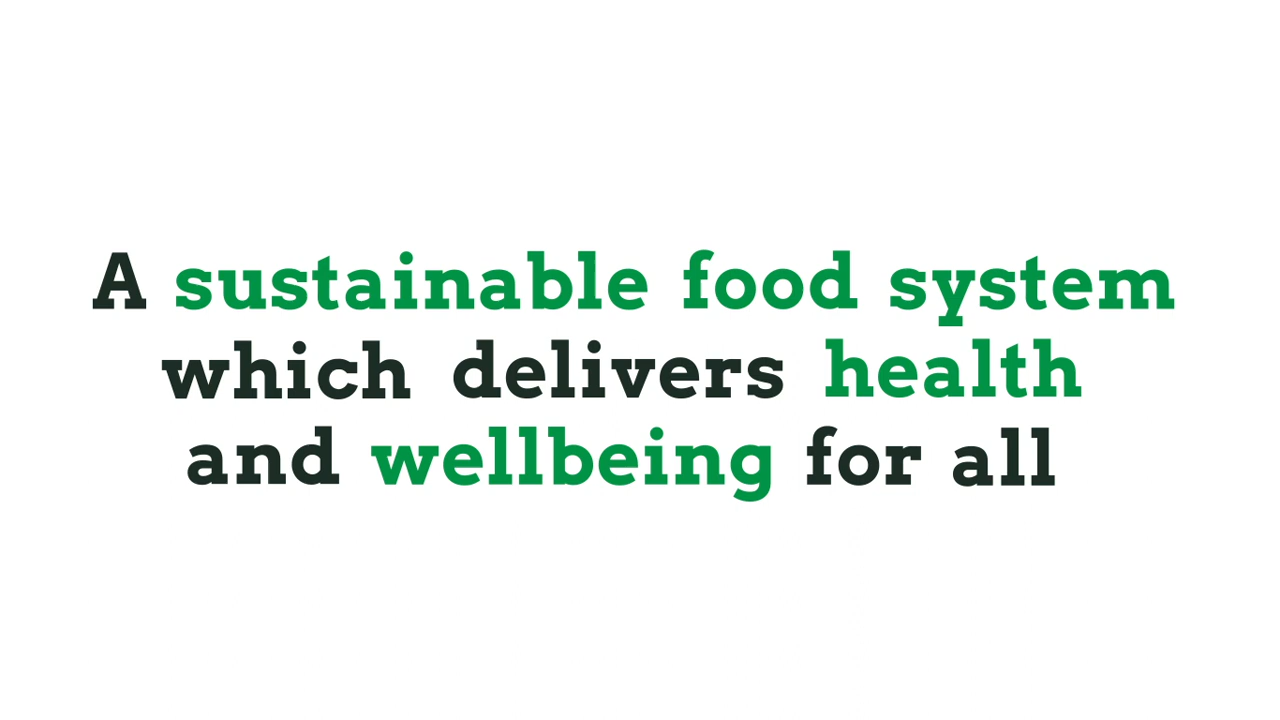 A sustainable food system
which delivers health
and wellbeing for all